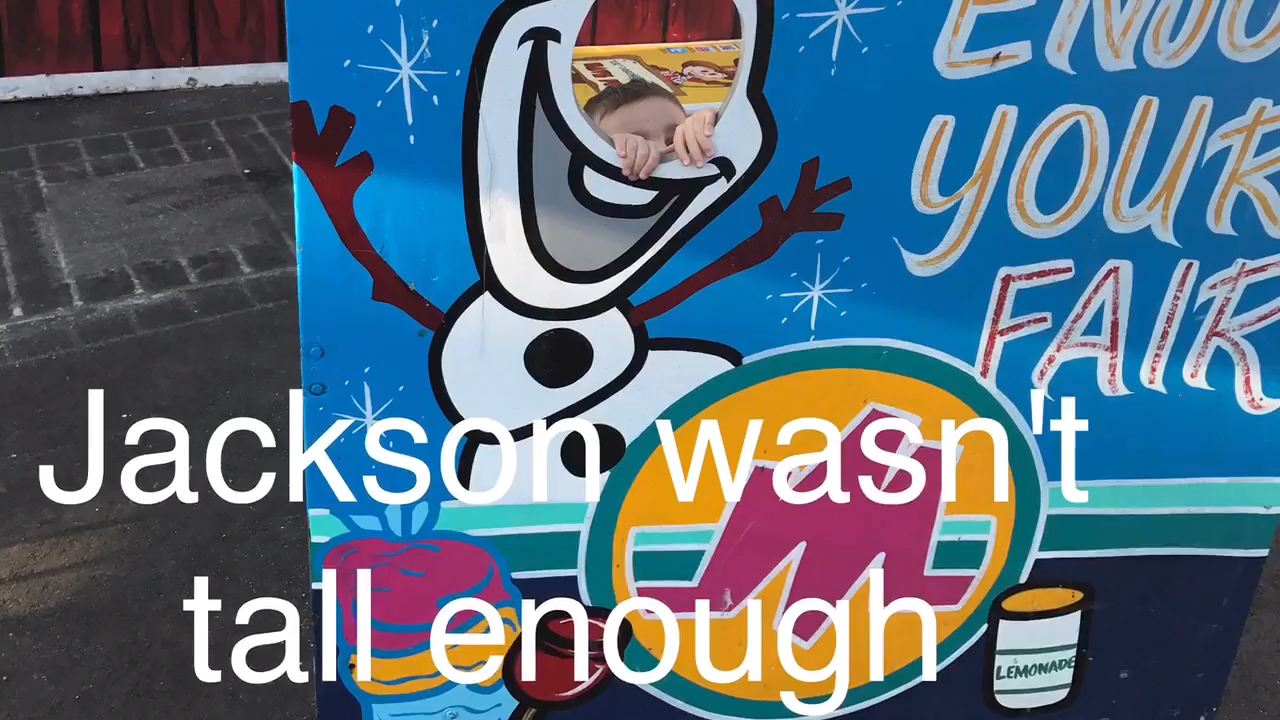 ENJOY
YOUR
FAIR
Jackson wasn't
tall enough
M
LEMONADE